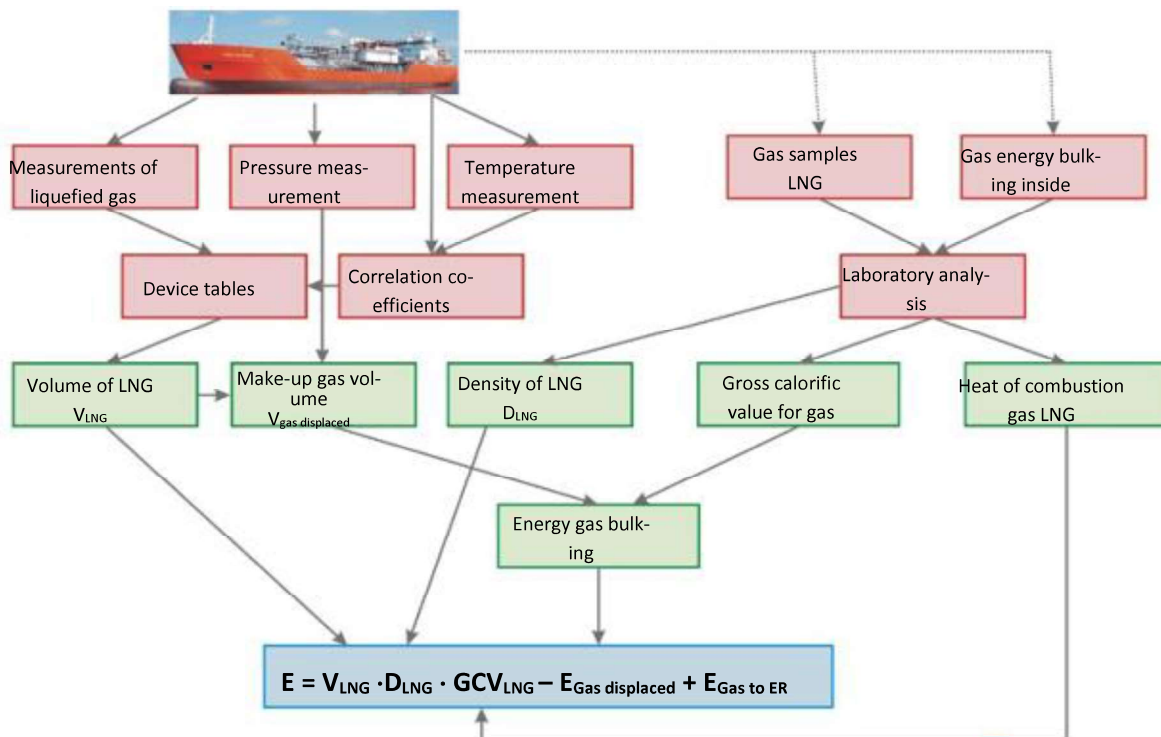 Measurements of
liquefied gas
Pressure meas-
urement
Temperature
measurement
Gas samples
LNG
Gas energy bulk-
ing inside
Device tables
Correlation co-
efficients
Laboratory analy-
sis
Volume of LNG
VLNG
Make-up gas vol-
ume
Vgas displaced
Density of LNG
DLNG
Gross calorific
value for gas
Heat of combustion
gas LNG
Energy gas bulk-
ing
E = VLNG ·DLNG · GCVLNG – EGas displaced + EGas to ER